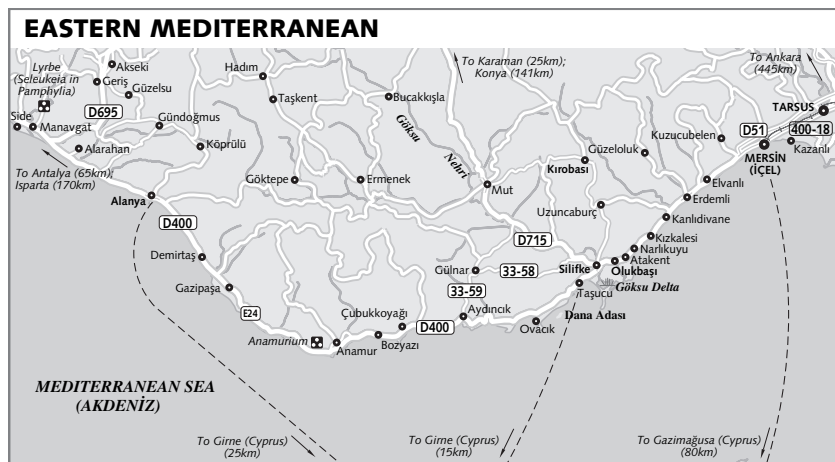 EASTERN MEDITERRANEAN
Lyrbe
(Seleukeia in
Pamphylia)
Akseki
Geriş
Güzelsu
D695
Side
Manavgat
Gündoğmus
Alarahan
Köprülü
To Antalya (65km);
Isparta (170km)
Alanya
D400
Demirtaş
Gazipaşa
E24
Hadım
Taşkent
Bucakkışla
Göksu
Nehri
Göktepe
Ermenek
To Karaman (25km);
Konya (141km)
Mut
Kırobası
Güzeloluk
Kuzucubelen
To Ankara
(445km)
TARSUS
D51
400-18
MERSİN
(İÇEL)
Kazanlı
Elvanlı
Erdemli
Uzuncaburç
Kanlıdivane
D715
Kızkalesi
Narlıkuyu
Atakent
Silifke
Olukbaşı
Gülnar
33-58
Taşucu
Göksu Delta
33-59
Dana Adası
Aydıncık
Ovacık
Çubukkoyağı
D400
Anamurium
Anamur
Bozyazı
MEDITERRANEAN SEA
(AKDENİZ)
To Girne (Cyprus)
(25km)
To Girne (Cyprus)
(15km)
To Gazimağusa (Cyprus)
(80km)